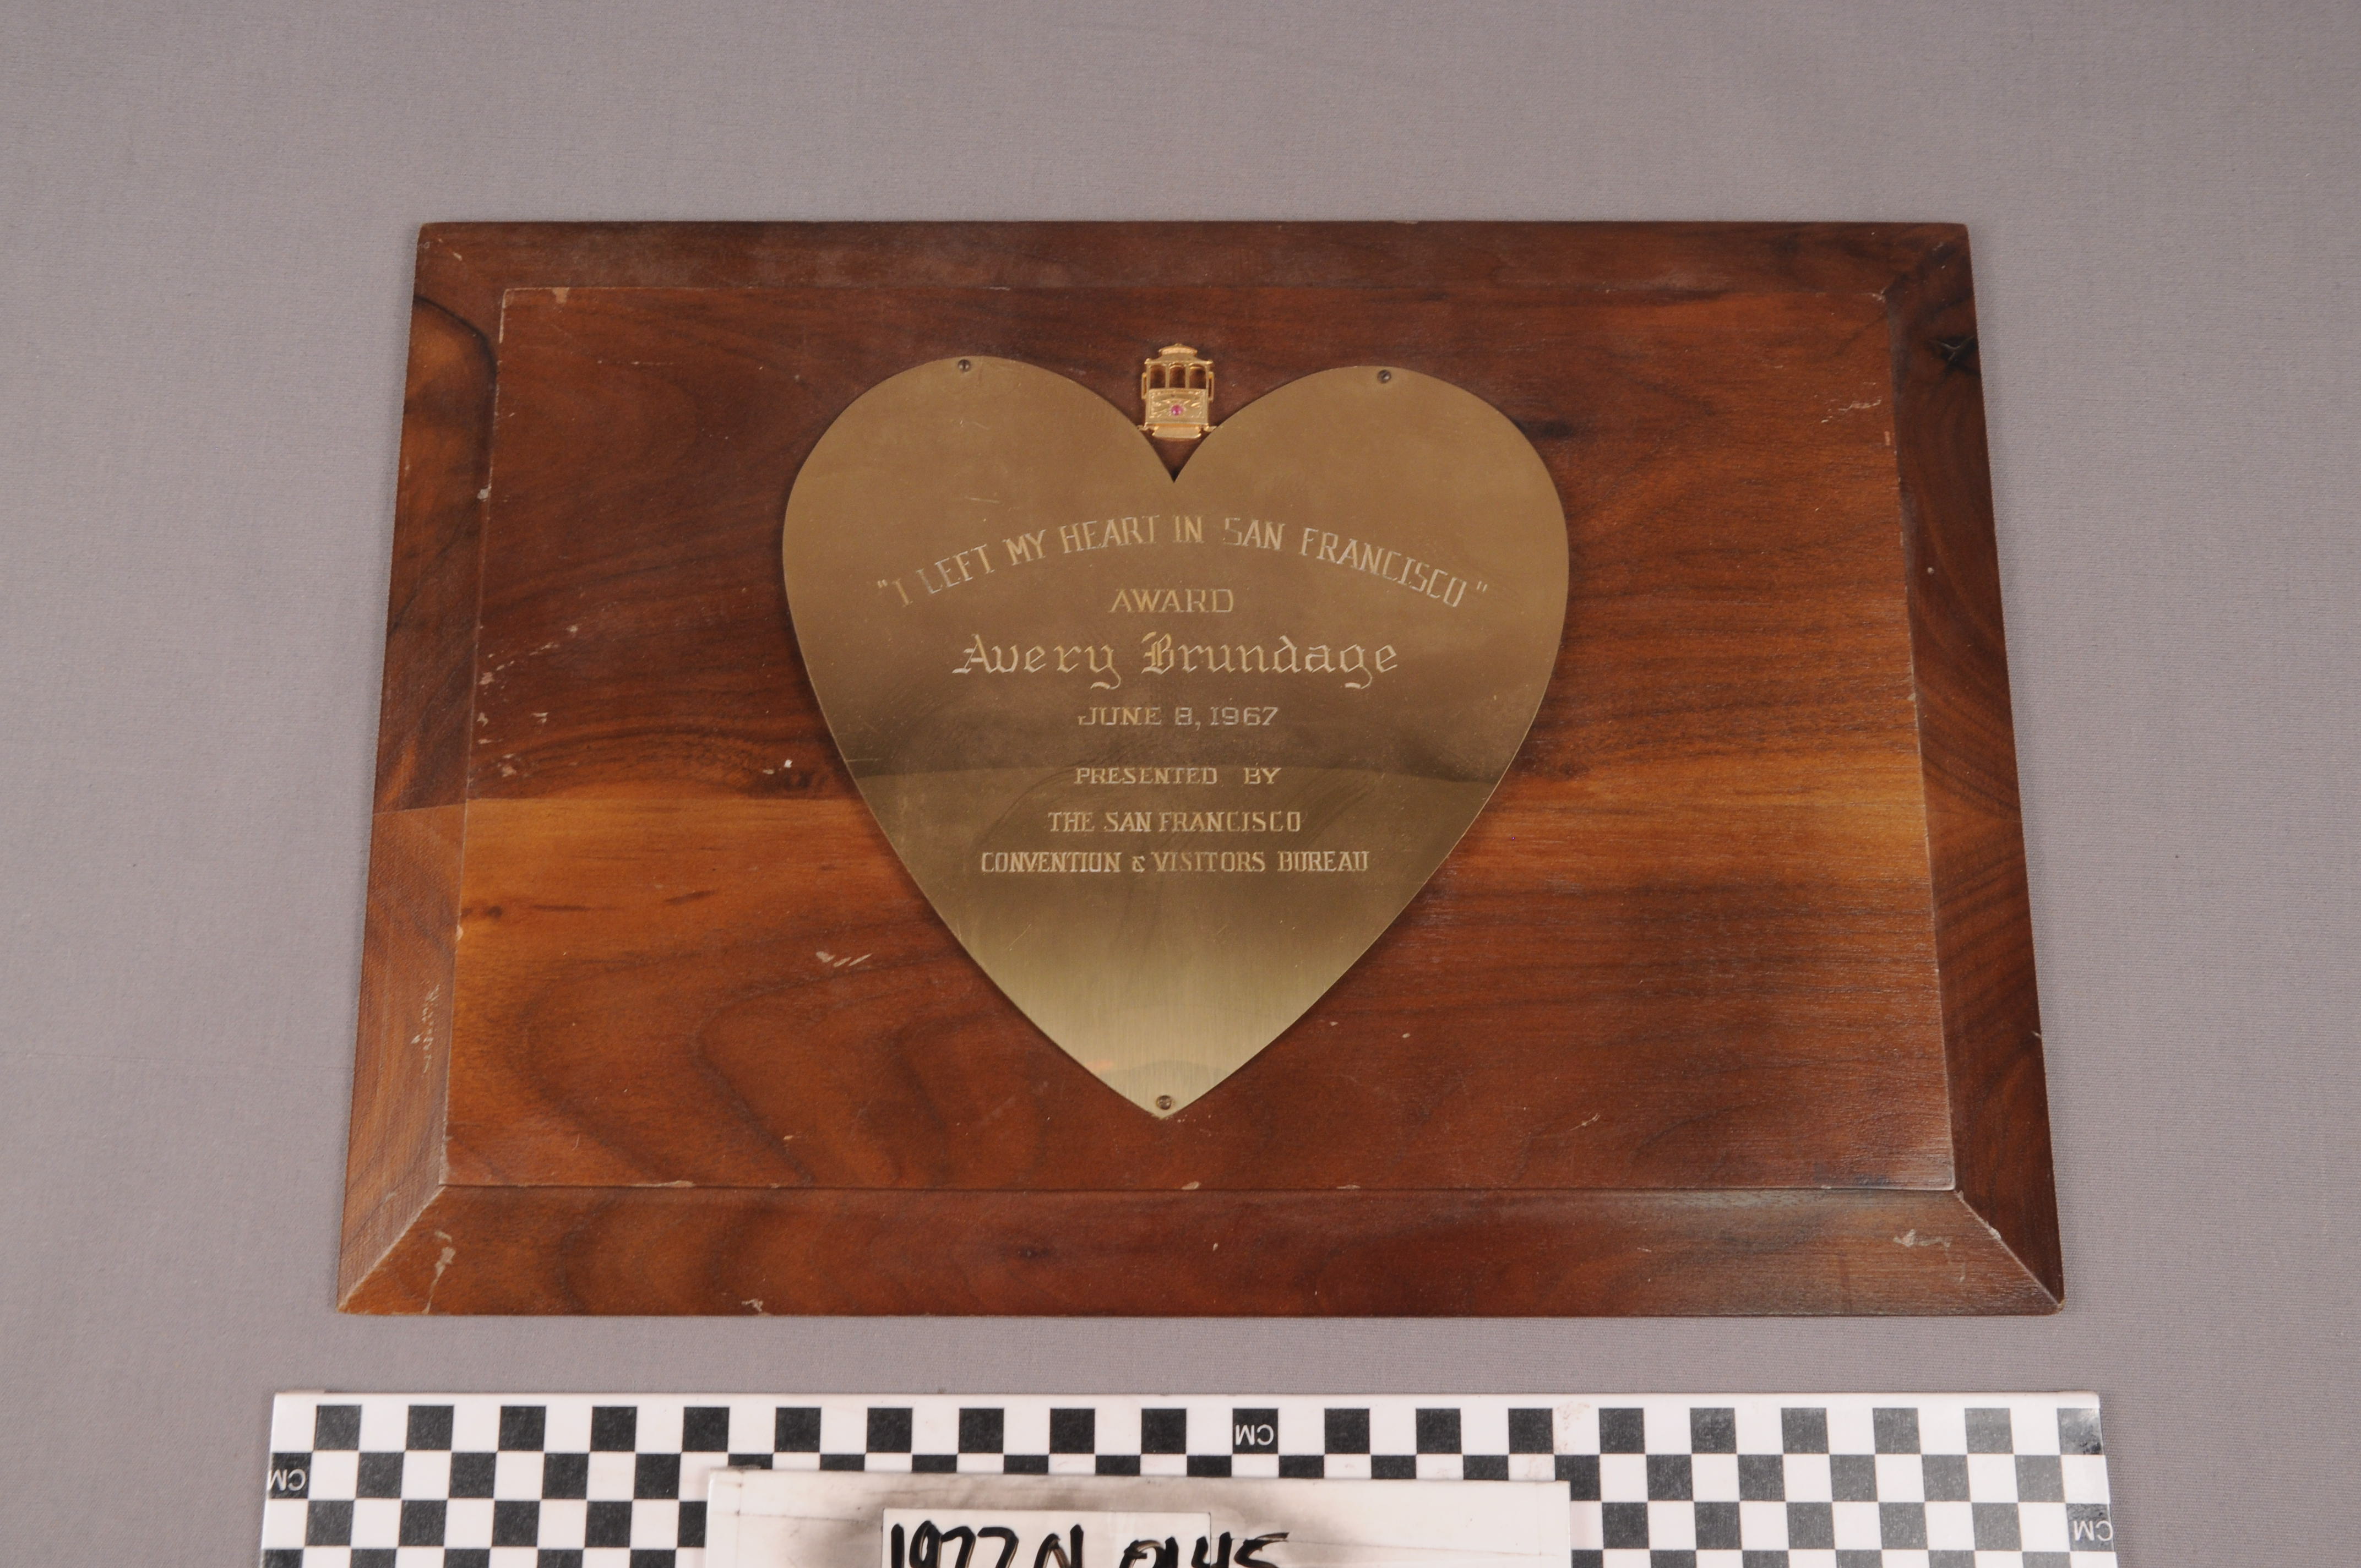 "I LEFT MY HEART IN SAN FRANCISCO"
AWARD
Avery Brundage
JUNE 8, 1967
PRESENTED BY
THE SAN FRANCISCO
CONVENTION & VISITORS BUREAU
CM
CM
CM